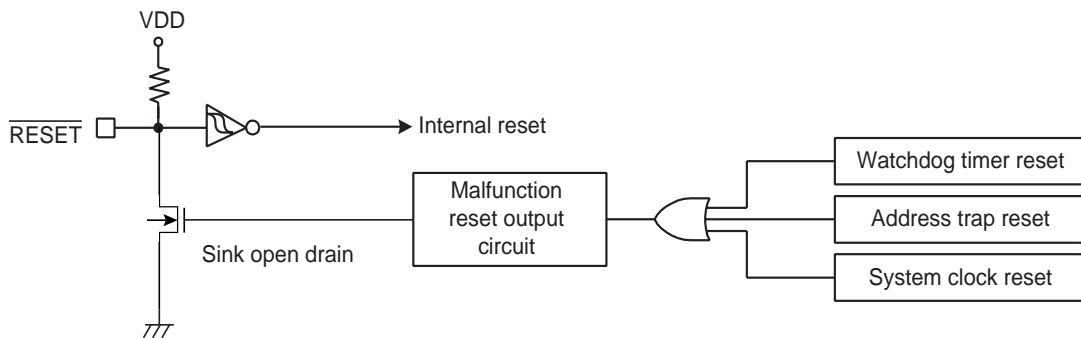 VDD
RESET
Internal reset
Watchdog timer reset
Malfunction
reset output
circuit
Address trap reset
Sink open drain
System clock reset